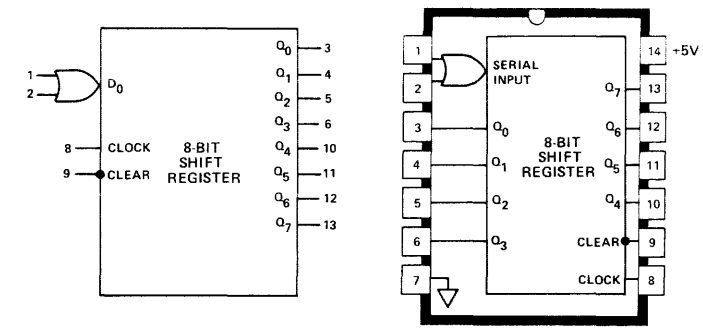 1
2
D0
8 CLOCK
9 CLEAR
8-BIT
SHIFT
REGISTER
Q0 3
Q1 4
Q2 5
Q3 6
Q4 10
Q5 11
Q6 12
Q7 13
1
2
3
4
5
6
7
SERIAL
INPUT
Q0
Q1
Q2
Q3
8-BIT
SHIFT
REGISTER
Q7
Q6
Q5
Q4
CLEAR
CLOCK
14 +5V
13
12
11
10
9
8